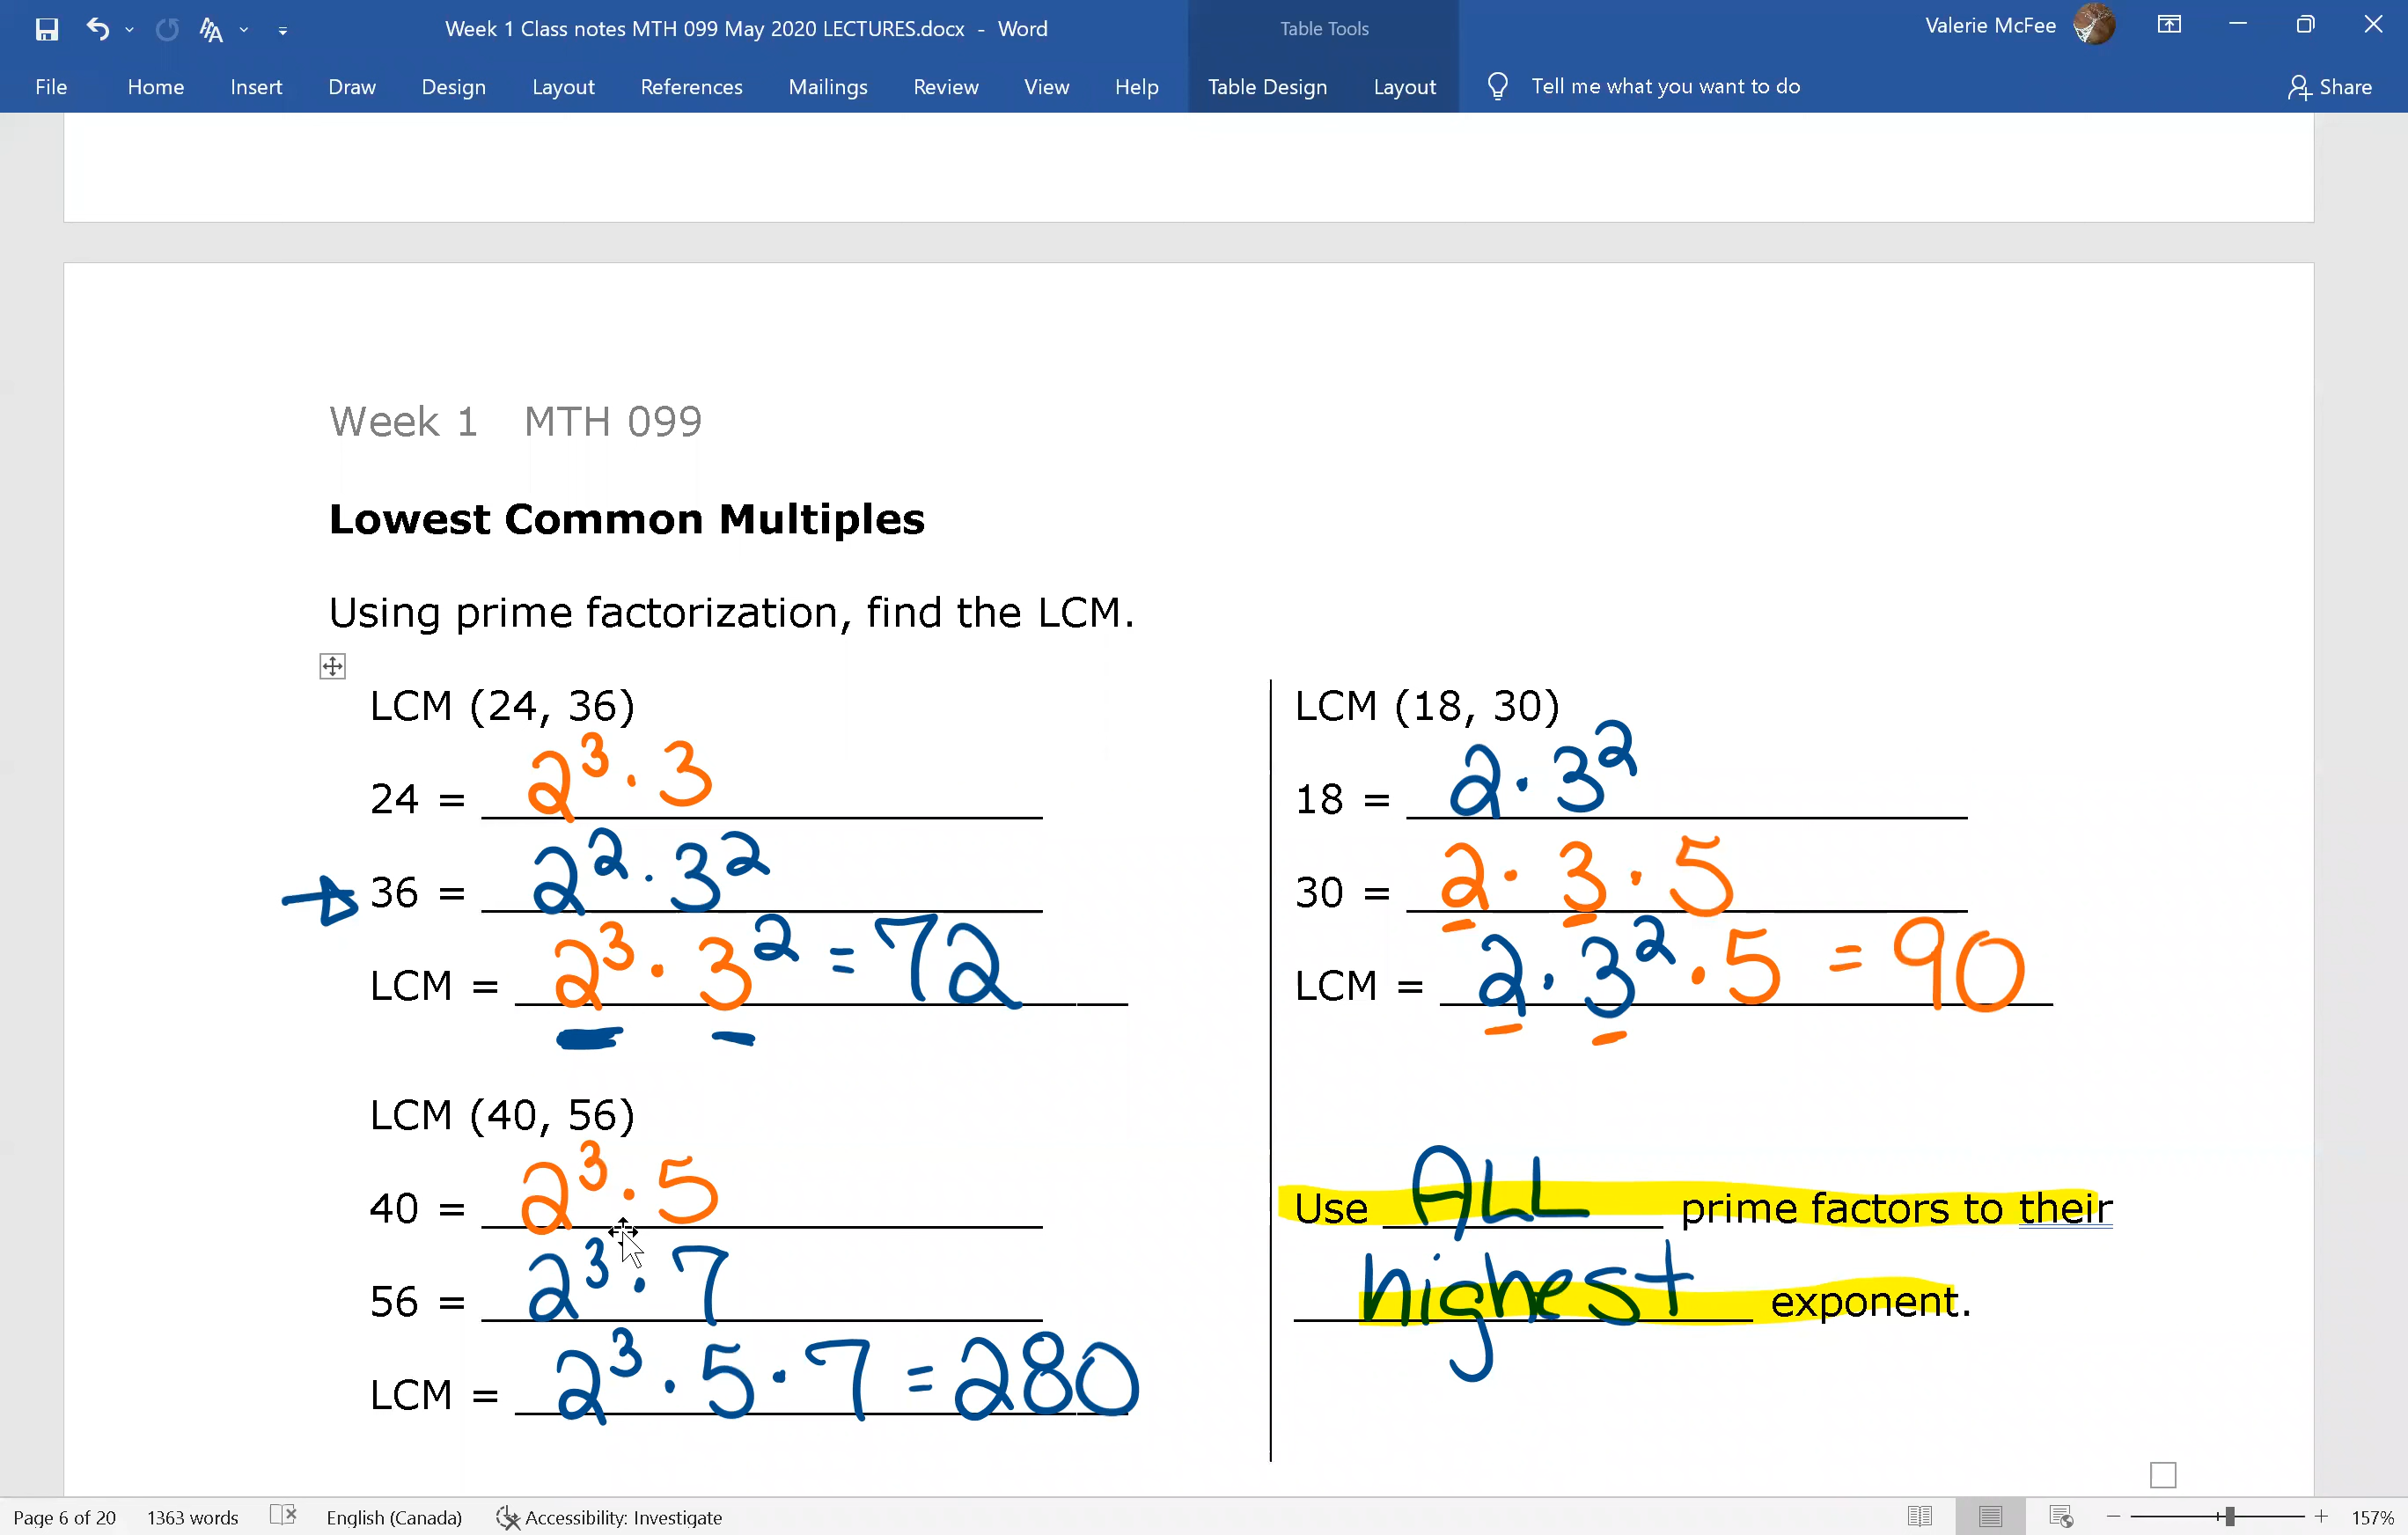 Week 1 Class notes MTH 099 May 2020 LECTURES.docx - Word
Table Tools
Valerie McFee
File Home Insert Draw Design Layout References Mailings Review View Help Table Design Layout Tell me what you want to do Share
Week 1 MTH 099
Lowest Common Multiples
Using prime factorization, find the LCM.
LCM (24, 36)
24 = 2³ · 3
36 = 2² · 3²
LCM = 2³ · 3² = 72
LCM (40, 56)
40 = 2³ · 5
56 = 2³ · 7
LCM = 2³ · 5 · 7 = 280
LCM (18, 30)
18 = 2 · 3²
30 = 2 · 3 · 5
LCM = 2 · 3² · 5 = 90
Use ALL prime factors to their
highest exponent.
Page 6 of 20 1363 words English (Canada) Accessibility: Investigate 157%